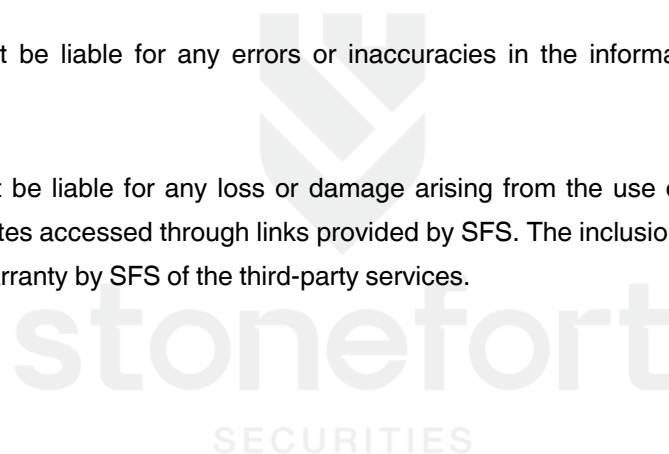 t be liable for any errors or inaccuracies in the informa
t be liable for any loss or damage arising from the use
tes accessed through links provided by SFS. The inclusio
rranty by SFS of the third-party services.
stonefort
SECURITIES